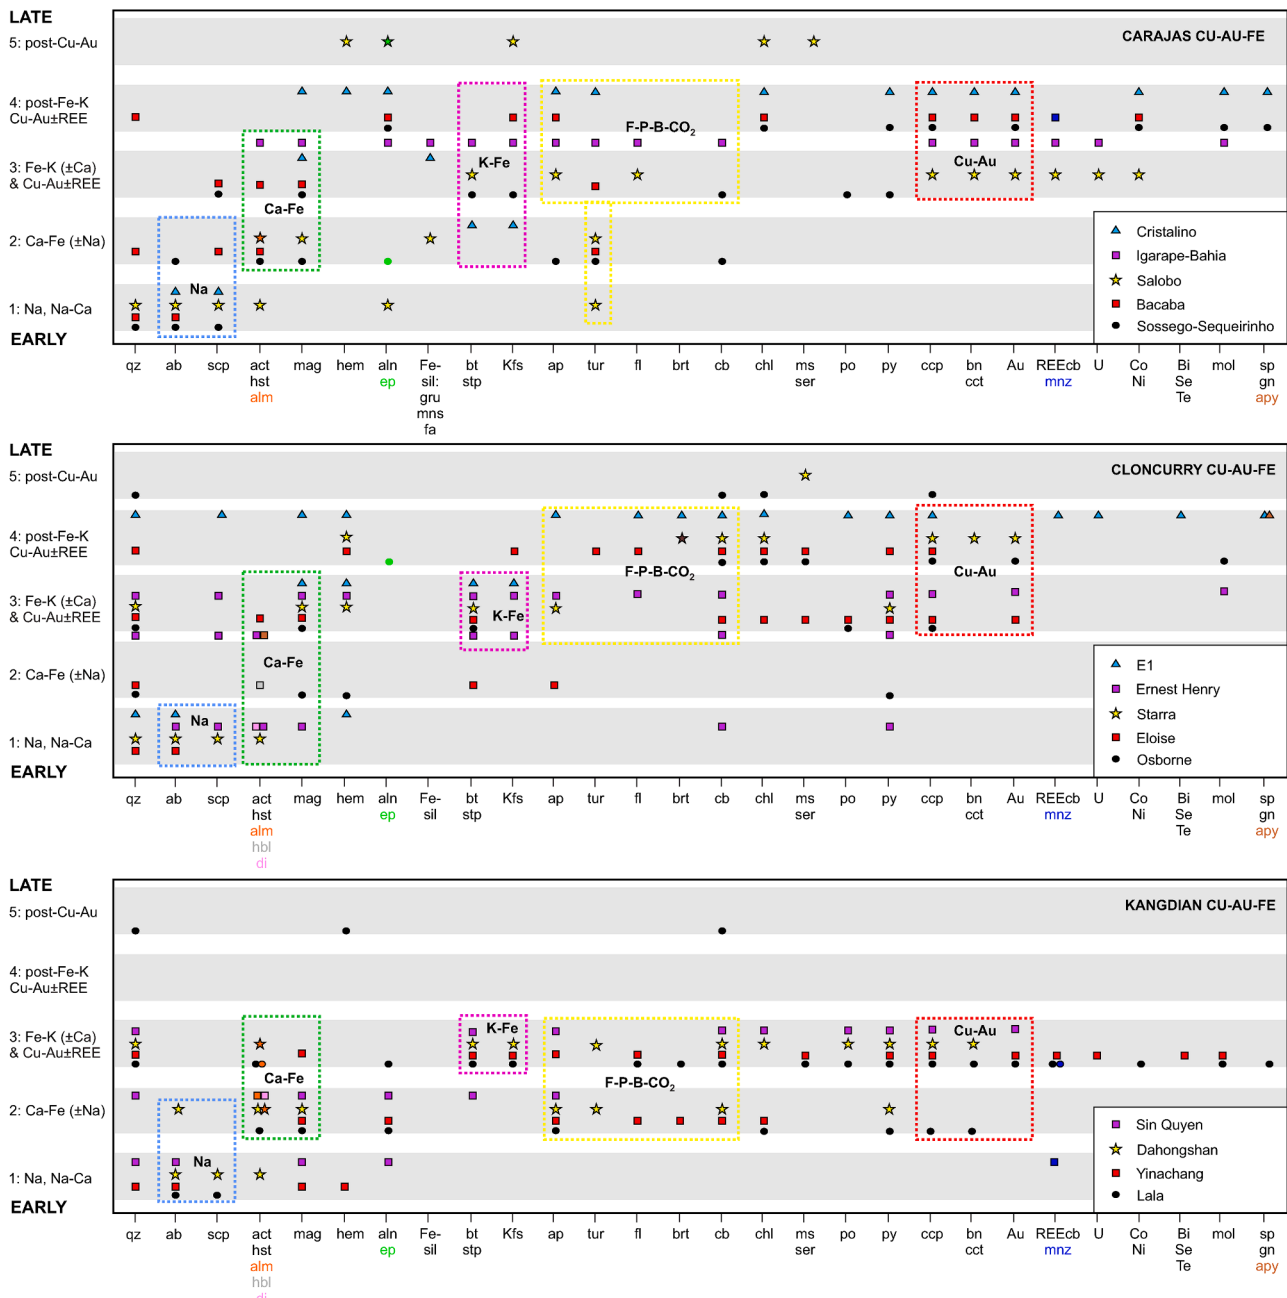 LATE
5: post-Cu-Au
CARAJAS CU-AU-FE
4: post-Fe-K
Cu-Au±REE
F-P-B-CO₂
3: Fe-K (±Ca)
& Cu-Au±REE
K-Fe
Cu-Au
Ca-Fe
2: Ca-Fe (±Na)
Na
1: Na, Na-Ca
EARLY
Cristalino
Igarape-Bahia
Salobo
Bacaba
Sossego-Sequeirinho
qz ab scp act mag hem aln Fe- bt Kfs ap tur fl brt cb chl ms po py ccp bn Au REEcb U Co Bi mol sp
hst ep sil: stp ser cct mnz Ni Se gn
alm gru Te apy
mns
fa
LATE
5: post-Cu-Au
CLONCURRY CU-AU-FE
4: post-Fe-K
Cu-Au±REE
F-P-B-CO₂
Cu-Au
3: Fe-K (±Ca)
& Cu-Au±REE
K-Fe
Ca-Fe
2: Ca-Fe (±Na)
Na
1: Na, Na-Ca
EARLY
E1
Ernest Henry
Starra
Eloise
Osborne
qz ab scp act mag hem aln Fe- bt Kfs ap tur fl brt cb chl ms po py ccp bn Au REEcb U Co Bi mol sp
hst ep sil stp ser cct mnz Ni Se gn
alm Te apy
hbl
di
LATE
5: post-Cu-Au
KANGDIAN CU-AU-FE
4: post-Fe-K
Cu-Au±REE
3: Fe-K (±Ca)
& Cu-Au±REE
K-Fe
Cu-Au
Ca-Fe
F-P-B-CO₂
2: Ca-Fe (±Na)
Na
1: Na, Na-Ca
EARLY
Sin Quyen
Dahongshan
Yinachang
Lala
qz ab scp act mag hem aln Fe- bt Kfs ap tur fl brt cb chl ms po py ccp bn Au REEcb U Co Bi mol sp
hst ep sil stp ser cct mnz Ni Se gn
alm Te apy
hbl
di